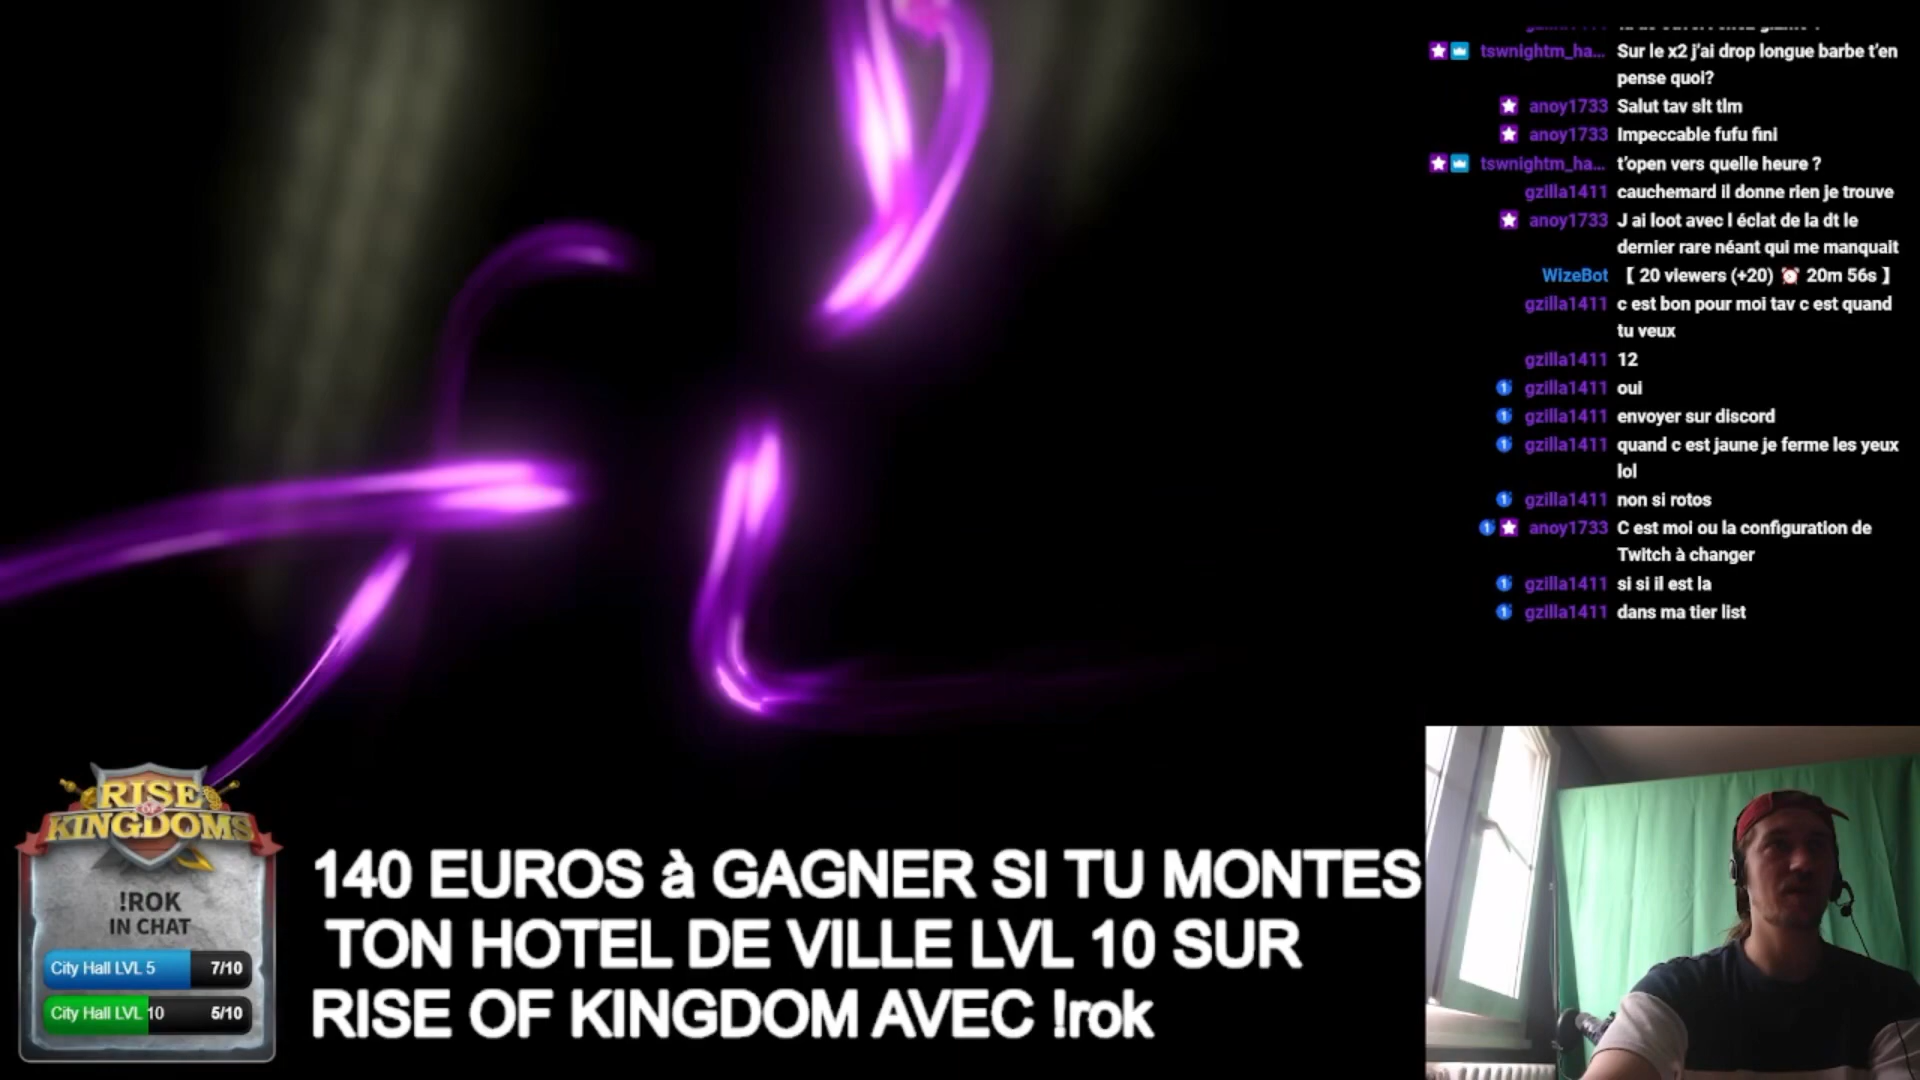 tswnightm_ha... Sur le x2 j'ai drop longue barbe t'en
pense quoi?
anoy1733 Salut tav slt tlm
anoy1733 Impeccable fufu fini
tswnightm_ha... t'open vers quelle heure ?
gzilla1411 cauchemard il donne rien je trouve
anoy1733 J ai loot avec l éclat de la dt le
dernier rare néant qui me manquait
WizeBot 【 20 viewers (+20) ⏰ 20m 56s 】
gzilla1411 c est bon pour moi tav c est quand
tu veux
gzilla1411 12
gzilla1411 oui
gzilla1411 envoyer sur discord
gzilla1411 quand c est jaune je ferme les yeux
lol
gzilla1411 non si rotos
anoy1733 C est moi ou la configuration de
Twitch à changer
gzilla1411 si si il est la
gzilla1411 dans ma tier list
RISE
OF
KINGDOMS
!ROK
IN CHAT
City Hall LVL 5 7/10
City Hall LVL 10 5/10
140 EUROS à GAGNER SI TU MONTES
TON HOTEL DE VILLE LVL 10 SUR
RISE OF KINGDOM AVEC !rok